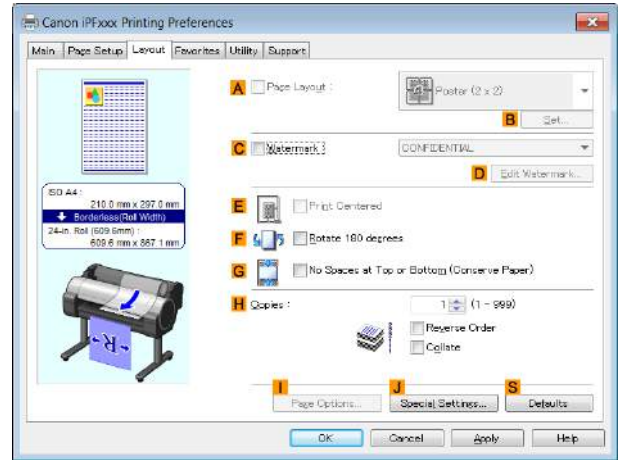 Canon iPFxxx Printing Preferences
Main Page Setup Layout Favorites Utility Support
A Page Layout : Poster (2 x 2)
B Set...
C Watermark : CONFIDENTIAL
D Edit Watermark...
ISO A4 :
210.0 mm x 297.0 mm
Borderless(Roll Width)
24-in. Roll (609.6mm) :
609.6 mm x 867.1 mm
E Print Centered
F Rotate 180 degrees
G No Spaces at Top or Bottom (Conserve Paper)
H Copies : 1 (1 - 999)
Reverse Order
Collate
R
I J S
Page Options... Special Settings... Defaults
OK Cancel Apply Help